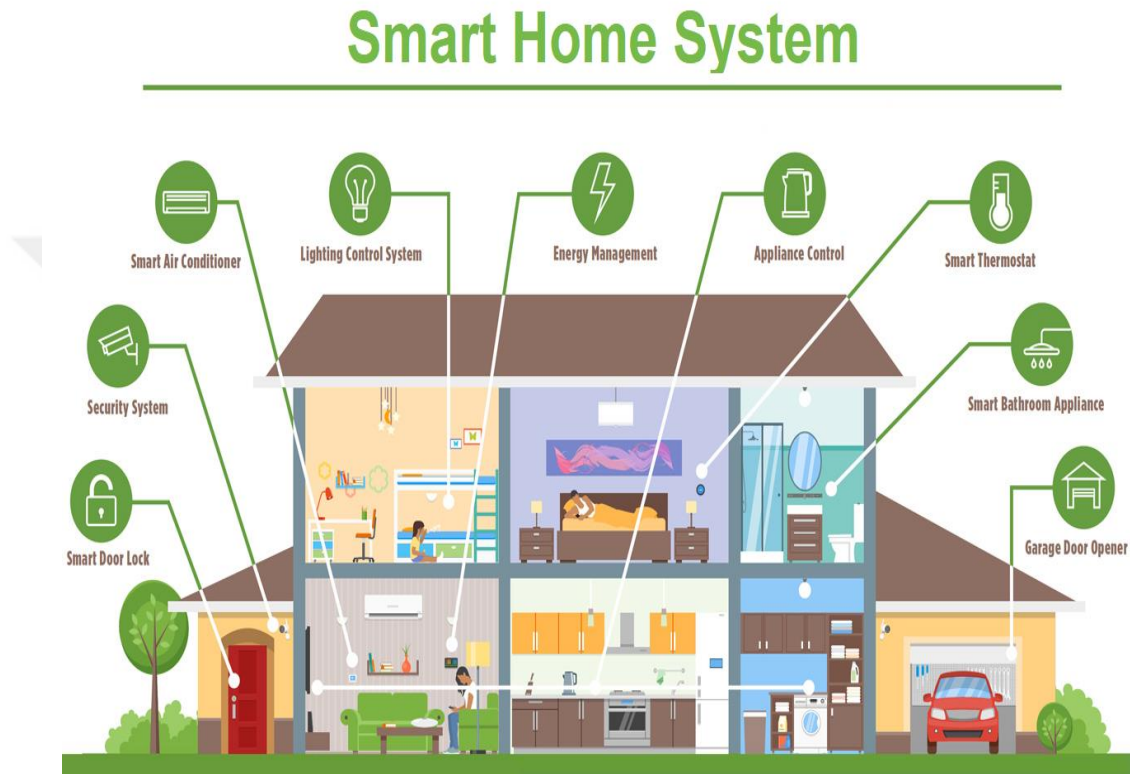 Smart Home System
Smart Air Conditioner
Lighting Control System
Energy Management
Appliance Control
Smart Thermostat
Security System
Smart Bathroom Appliance
Smart Door Lock
Garage Door Opener